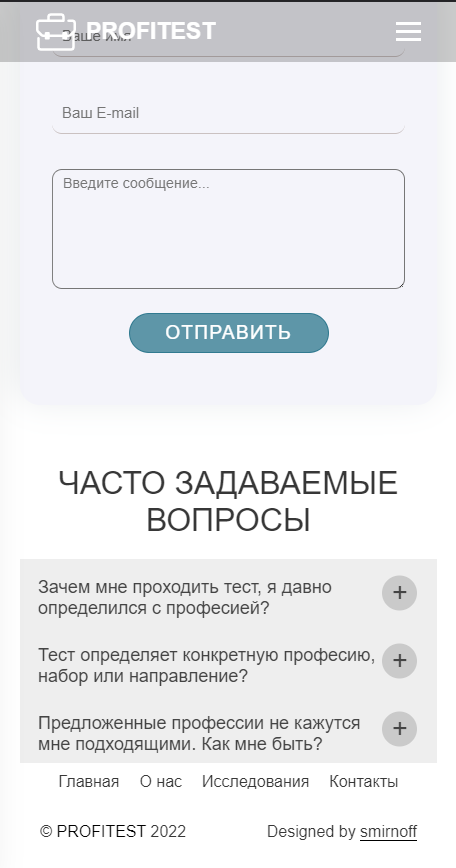 PROFITEST
Ваше имя
Ваш E-mail
Введите сообщение...
ОТПРАВИТЬ
ЧАСТО ЗАДАВАЕМЫЕ
ВОПРОСЫ
Зачем мне проходить тест, я давно
определился с професией?
+
Тест определяет конкретную професию,
набор или направление?
+
Предложенные профессии не кажутся
мне подходящими. Как мне быть?
+
Главная О нас Исследования Контакты
© PROFITEST 2022 Designed by smirnoff